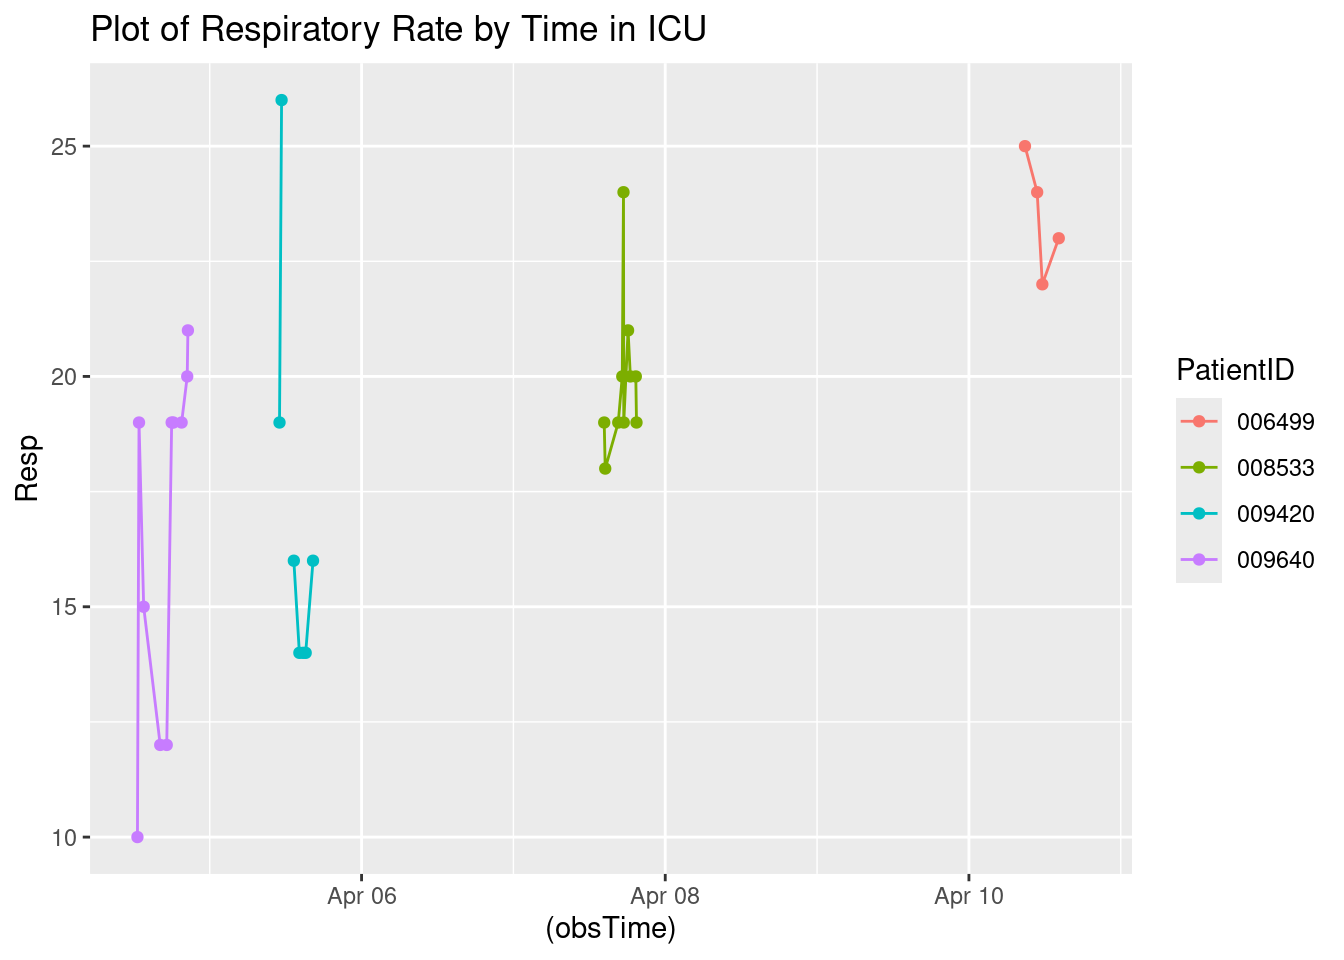 Plot of Respiratory Rate by Time in ICU
25
20
15
10
Resp
Apr 06
Apr 08
Apr 10
(obsTime)
PatientID
006499
008533
009420
009640